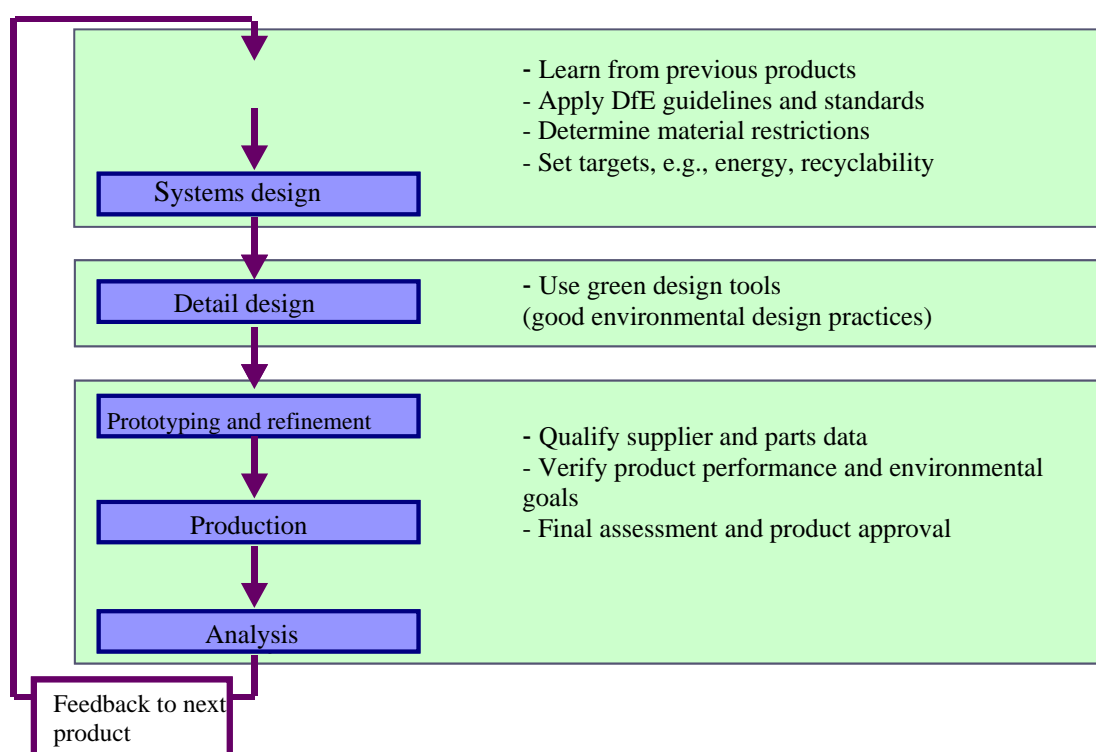 - Learn from previous products
- Apply DfE guidelines and standards
- Determine material restrictions
- Set targets, e.g., energy, recyclability
Systems design
- Use green design tools
(good environmental design practices)
Detail design
Prototyping and refinement
- Qualify supplier and parts data
- Verify product performance and environmental
goals
- Final assessment and product approval
Production
Analysis
Feedback to next
product